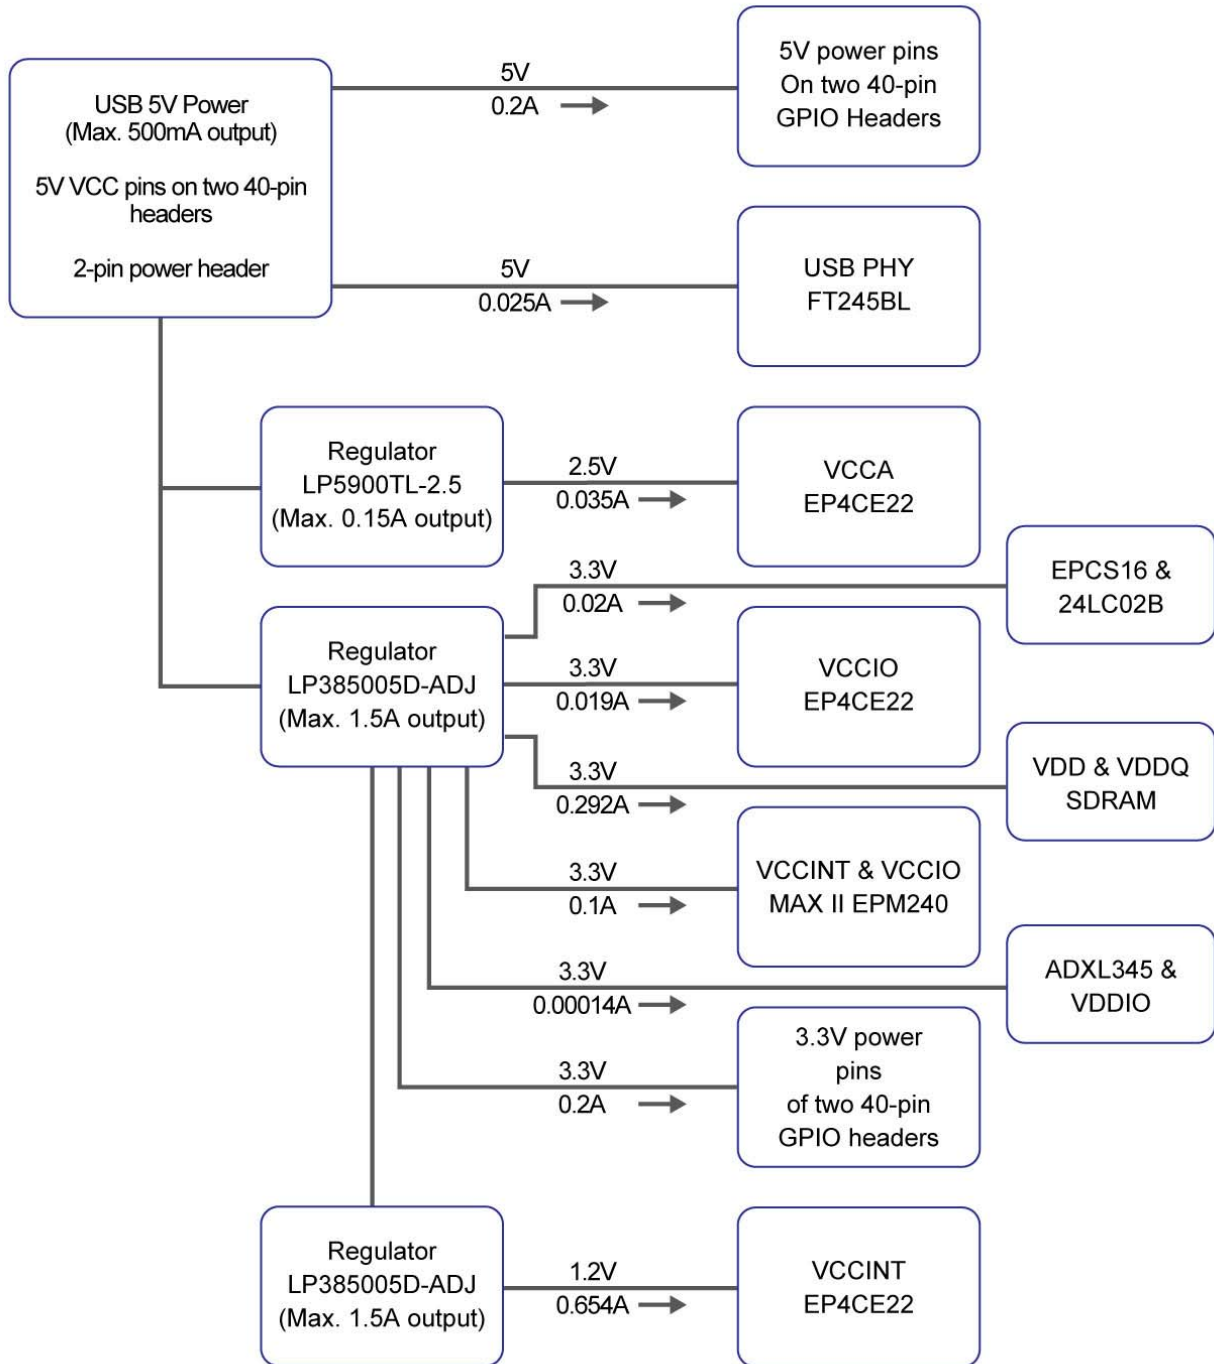 USB 5V Power
(Max. 500mA output)
5V VCC pins on two 40-pin
headers
2-pin power header
5V
0.2A
5V power pins
On two 40-pin
GPIO Headers
5V
0.025A
USB PHY
FT245BL
Regulator
LP5900TL-2.5
(Max. 0.15A output)
2.5V
0.035A
VCCA
EP4CE22
3.3V
0.02A
EPCS16 &
24LC02B
Regulator
LP385005D-ADJ
(Max. 1.5A output)
3.3V
0.019A
VCCIO
EP4CE22
3.3V
0.292A
VDD & VDDQ
SDRAM
3.3V
0.1A
VCCINT & VCCIO
MAX II EPM240
3.3V
0.00014A
ADXL345 &
VDDIO
3.3V
0.2A
3.3V power
pins
of two 40-pin
GPIO headers
Regulator
LP385005D-ADJ
(Max. 1.5A output)
1.2V
0.654A
VCCINT
EP4CE22